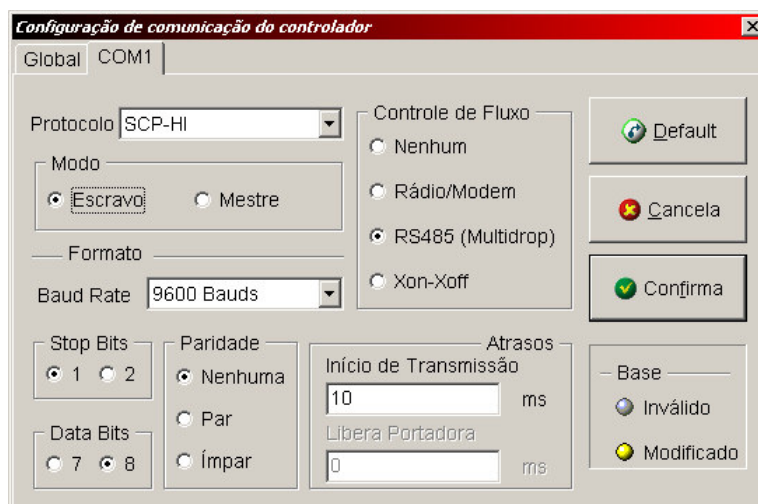 Configuração de comunicação do controlador
Global COM1
Protocolo SCP-HI
Modo
Escravo Mestre
Formato
Baud Rate 9600 Bauds
Stop Bits
1 2
Data Bits
7 8
Paridade
Nenhuma
Par
Ímpar
Controle de Fluxo
Nenhum
Rádio/Modem
RS485 (Multidrop)
Xon-Xoff
Atrasos
Início de Transmissão
10 ms
Libera Portadora
0 ms
Default
Cancela
Confirma
Base
Inválido
Modificado